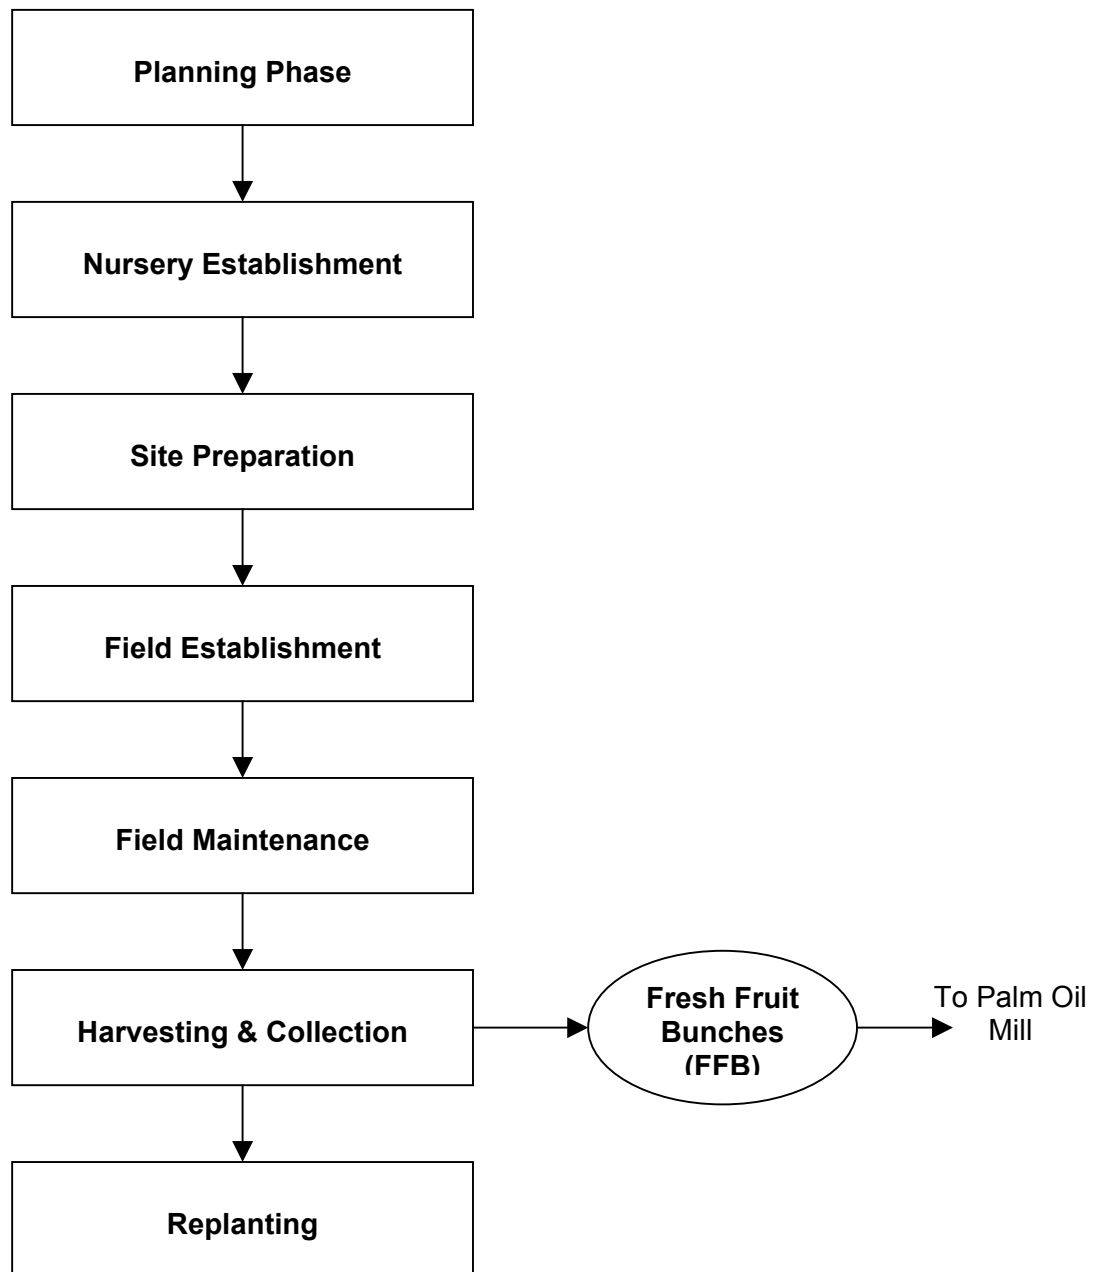 Planning Phase
Nursery Establishment
Site Preparation
Field Establishment
Field Maintenance
Harvesting & Collection
Fresh Fruit
Bunches
(FFB)
To Palm Oil
Mill
Replanting